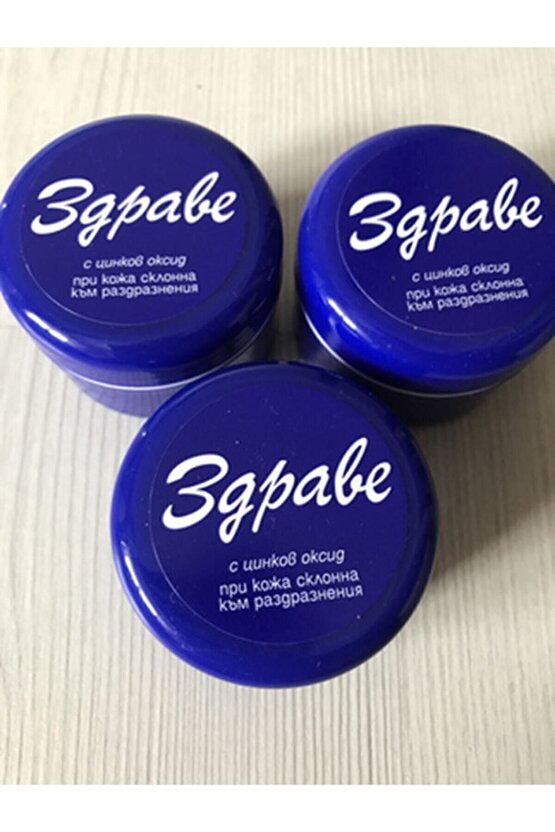 Здраве
с цинков оксид
при кожа склонна
към раздразнения
Здраве
с цинков оксид
при кожа склонна
към раздразнения
Здраве
с цинков оксид
при кожа склонна
към раздразнения